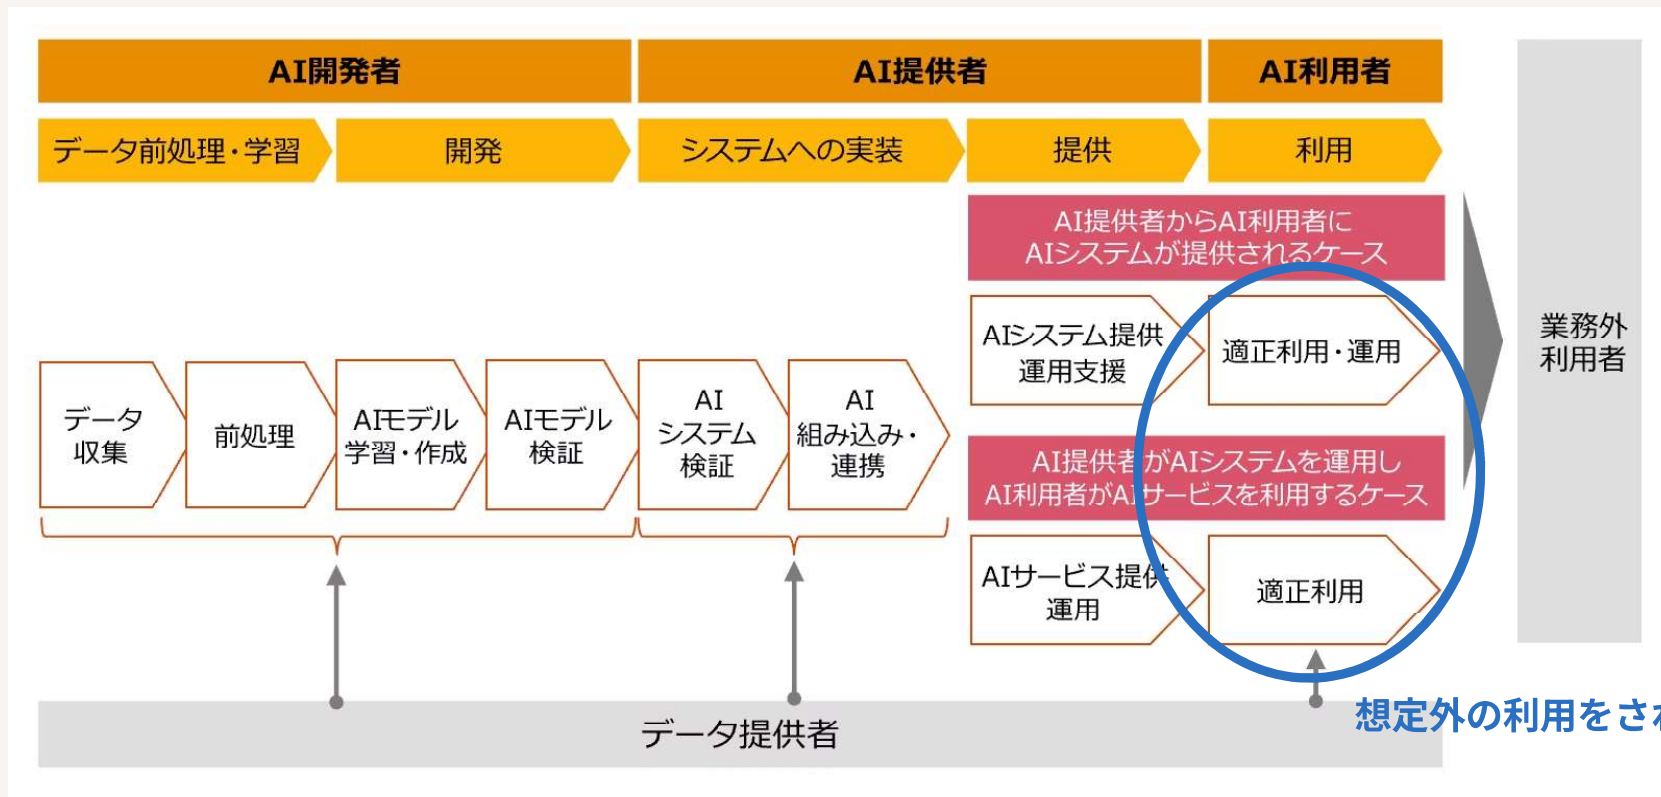 AI開発者
AI提供者
AI利用者
データ前処理・学習
開発
システムへの実装
提供
利用
AI提供者からAI利用者に
AIシステムが提供されるケース
AIシステム提供
運用支援
適正利用・運用
業務外
利用者
データ
収集
前処理
AIモデル
学習・作成
AIモデル
検証
AI
システム
検証
AI
組み込み・
連携
AI提供者がAIシステムを運用し
AI利用者がAIサービスを利用するケース
AIサービス提供
運用
適正利用
想定外の利用をさ
データ提供者